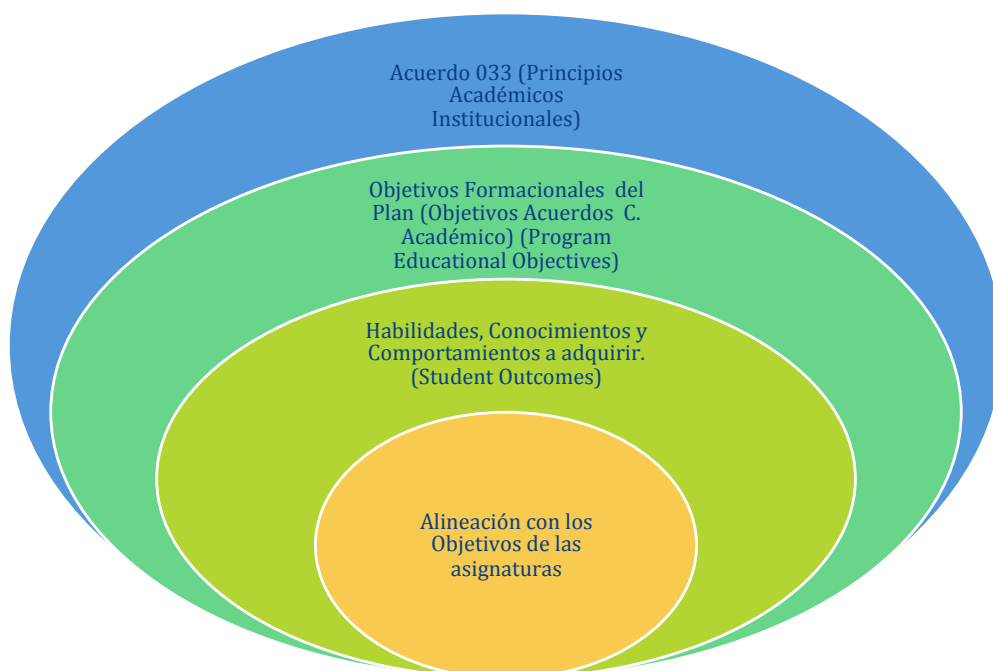 Acuerdo 033 (Principios
Académicos
Institucionales)
Objetivos Formacionales del
Plan (Objetivos Acuerdos C.
Académico) (Program
Educational Objectives)
Habilidades, Conocimientos y
Comportamientos a adquirir.
(Student Outcomes)
Alineación con los
Objetivos de las
asignaturas